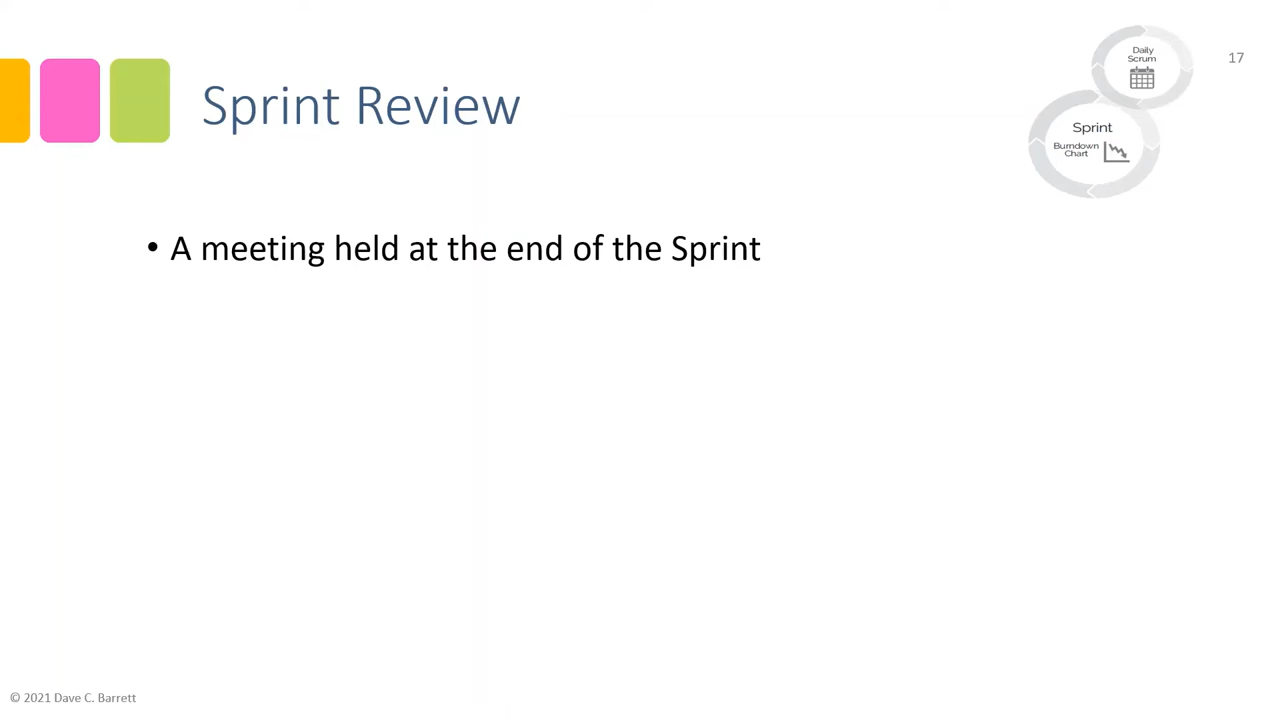 Daily
Scrum
17
Sprint Review
Sprint
Burndown
Chart
• A meeting held at the end of the Sprint
© 2021 Dave C. Barrett